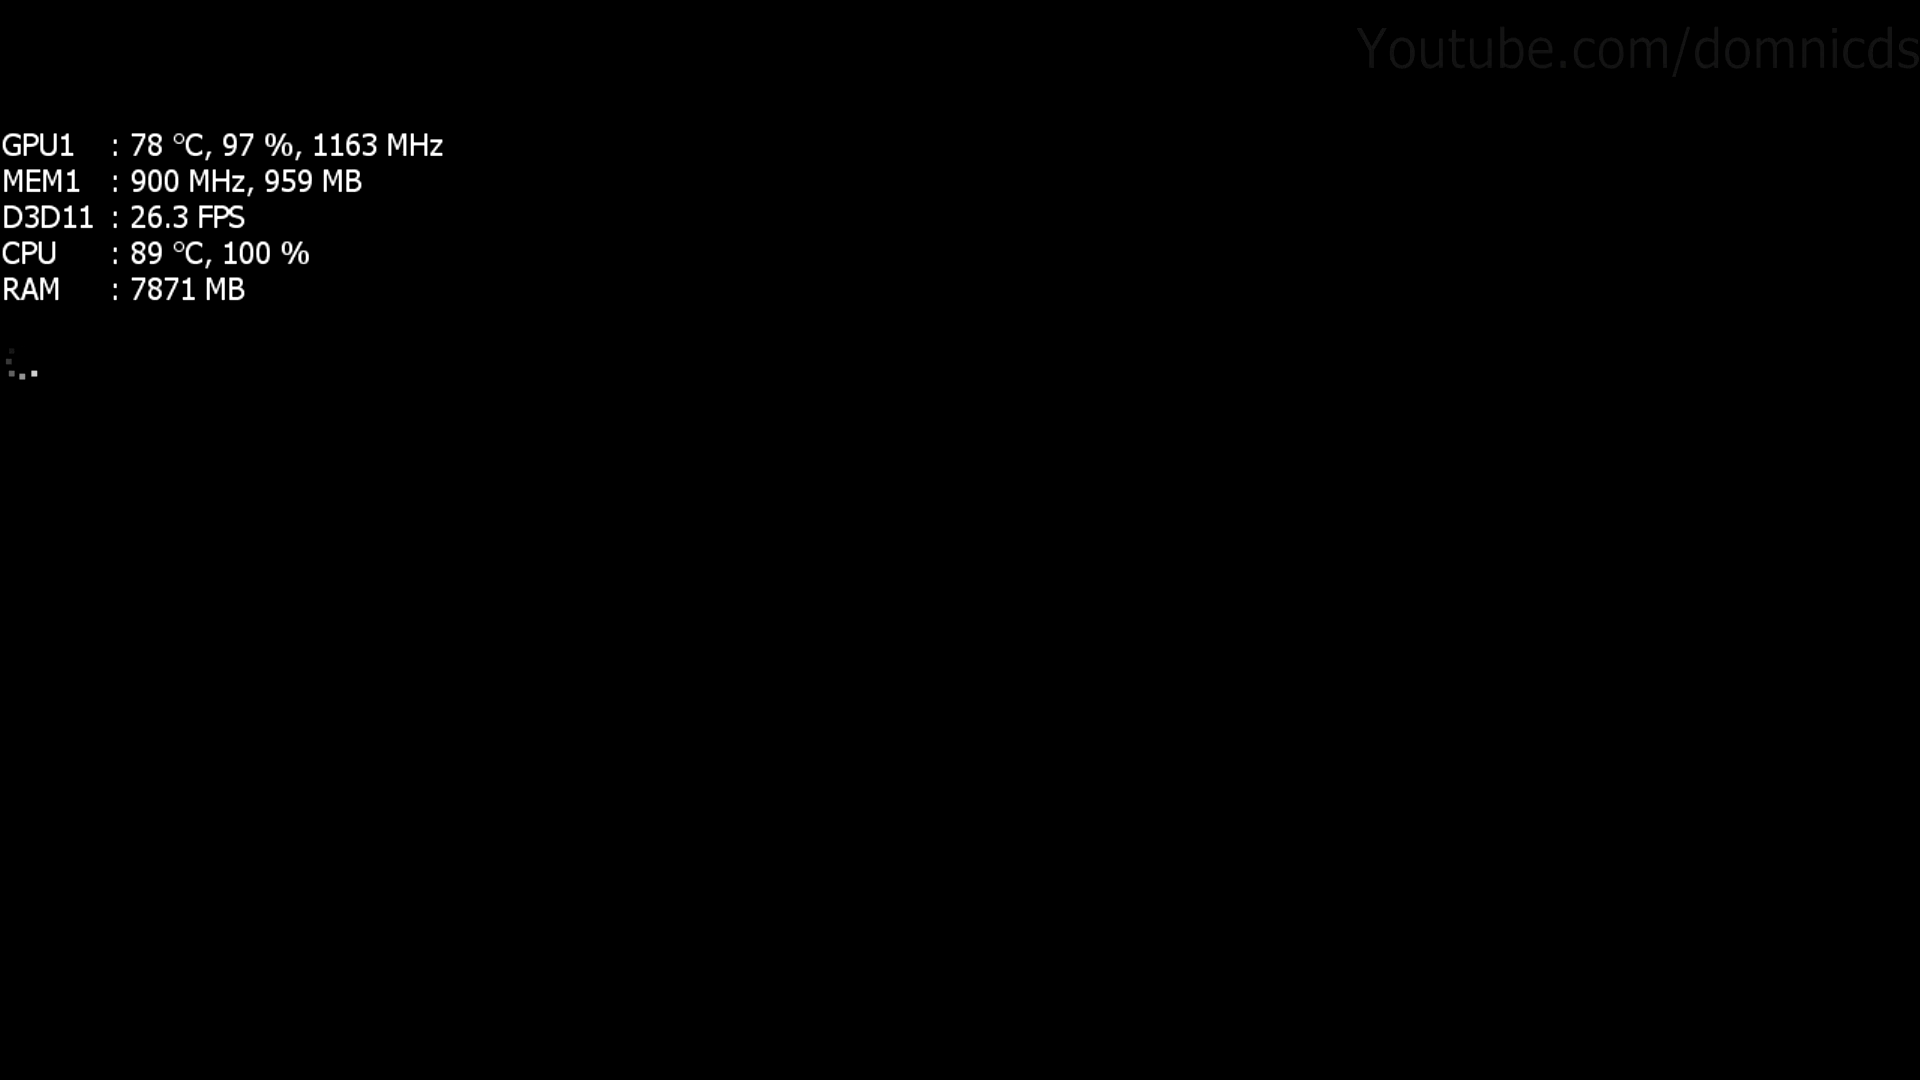 Youtube.com/domnicds
GPU1 : 78 °C, 97 %, 1163 MHz
MEM1 : 900 MHz, 959 MB
D3D11 : 26.3 FPS
CPU : 89 °C, 100 %
RAM : 7871 MB